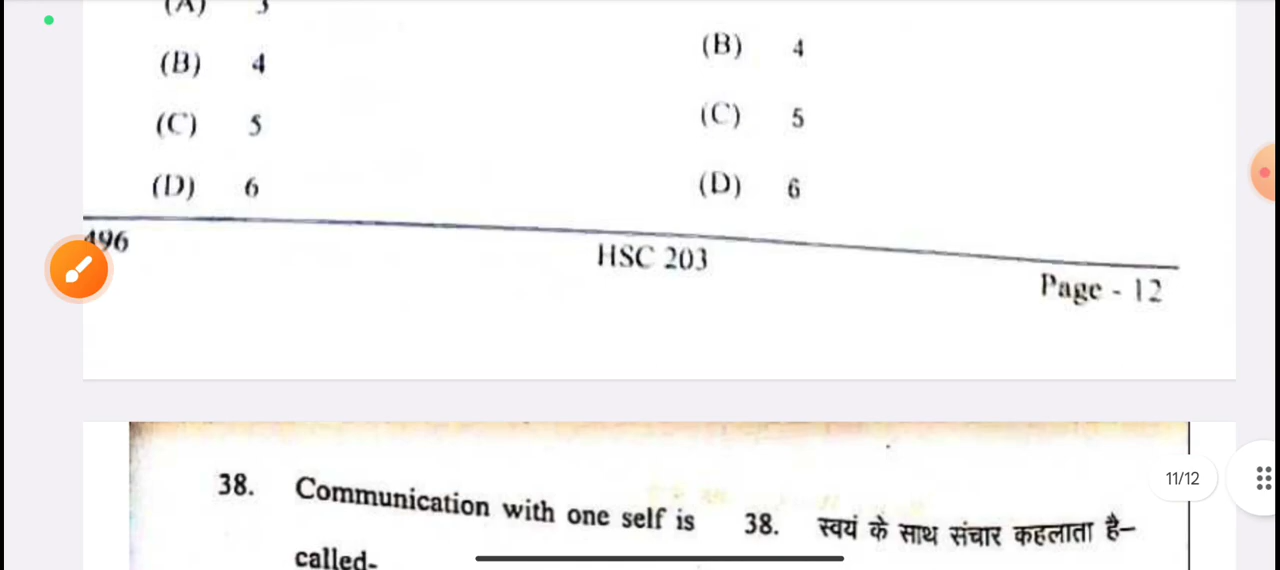 (A) 3
(B) 4
(B) 4
(C) 5
(C) 5
(D) 6
(D) 6
496
HSC 203
Page - 12
11/12
38. Communication with one self is
called-
38. स्वयं के साथ संचार कहलाता है–